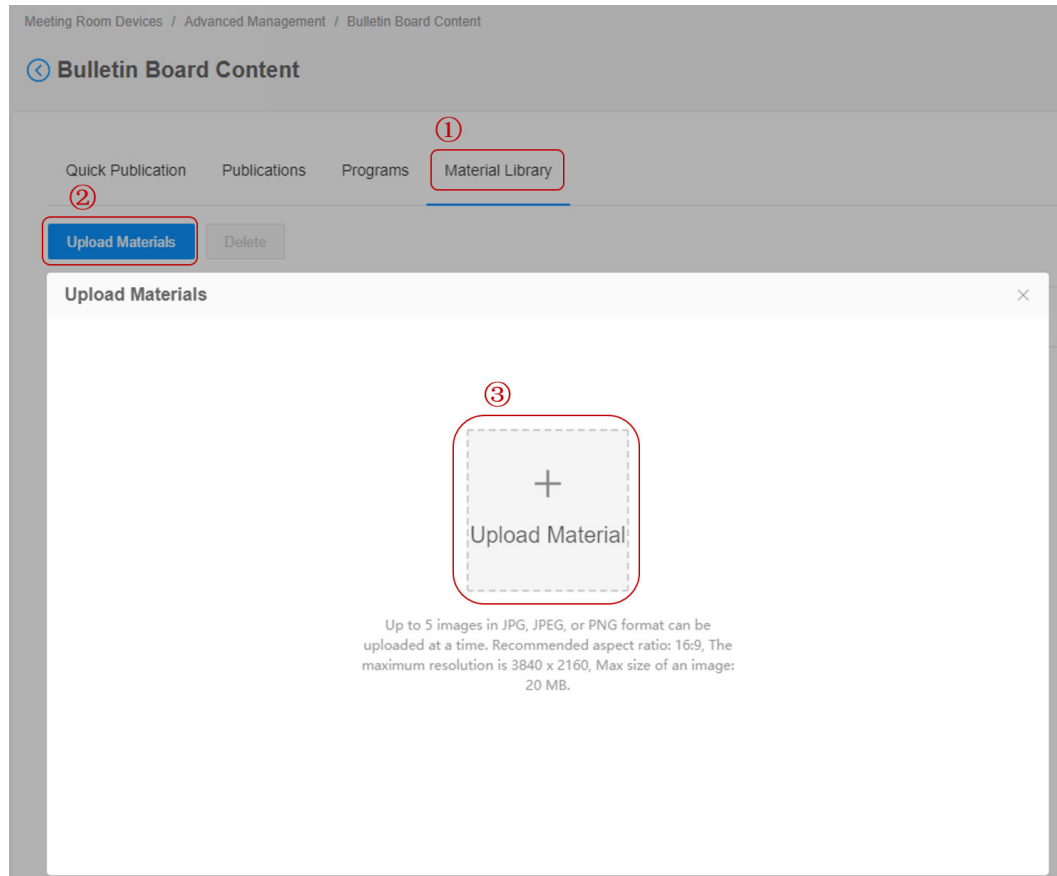 Meeting Room Devices / Advanced Management / Bulletin Board Content
Bulletin Board Content
①
Quick Publication Publications Programs Material Library
②
Upload Materials Delete
Upload Materials
③
Upload Material
Up to 5 images in JPG, JPEG, or PNG format can be
uploaded at a time. Recommended aspect ratio: 16:9, The
maximum resolution is 3840 x 2160, Max size of an image:
20 MB.